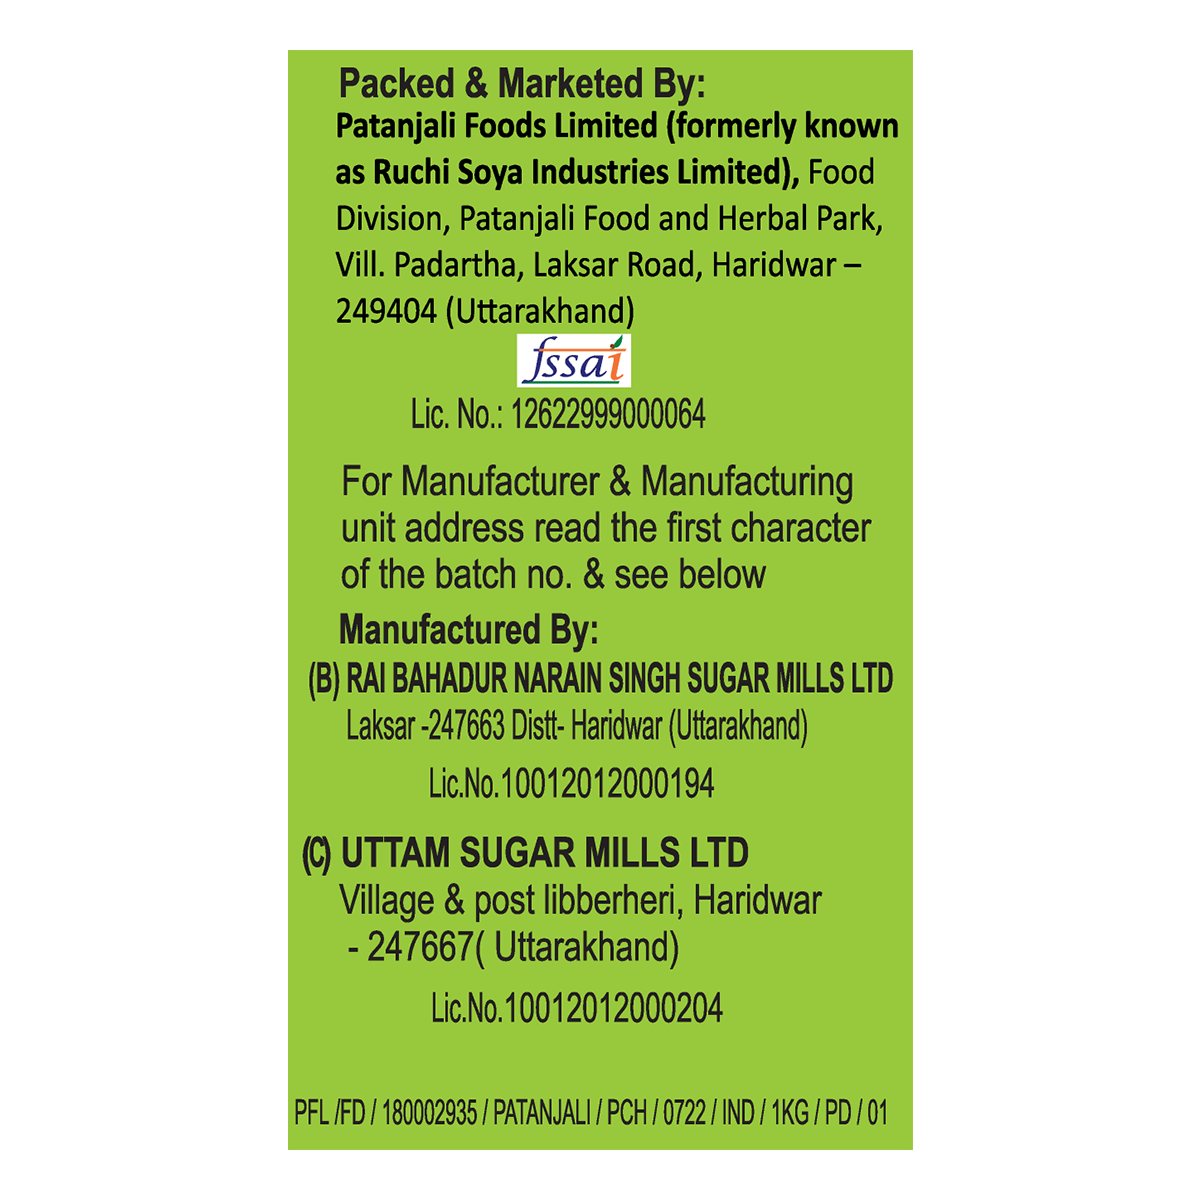 Packed & Marketed By:
Patanjali Foods Limited (formerly known
as Ruchi Soya Industries Limited), Food
Division, Patanjali Food and Herbal Park,
Vill. Padartha, Laksar Road, Haridwar –
249404 (Uttarakhand)
fssai
Lic. No.: 12622999000064
For Manufacturer & Manufacturing
unit address read the first character
of the batch no. & see below
Manufactured By:
(B) RAI BAHADUR NARAIN SINGH SUGAR MILLS LTD
Laksar -247663 Distt- Haridwar (Uttarakhand)
Lic.No.10012012000194
(C) UTTAM SUGAR MILLS LTD
Village & post libberheri, Haridwar
- 247667( Uttarakhand)
Lic.No.10012012000204
PFL /FD / 180002935 / PATANJALI / PCH / 0722 / IND / 1KG / PD / 01